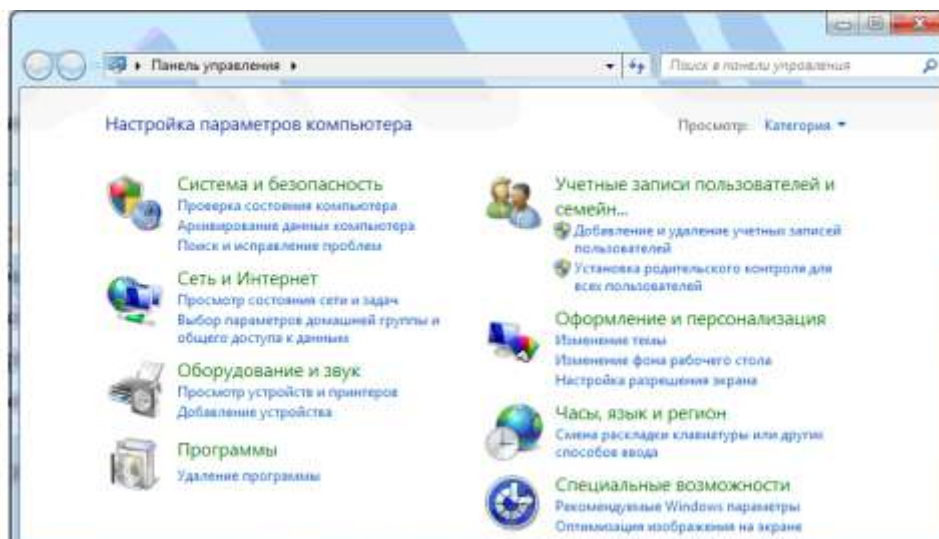 Панель управления
Поиск в панели управления
Настройка параметров компьютера
Просмотр: Категория
Система и безопасность
Проверка состояния компьютера
Архивирование данных компьютера
Поиск и исправление проблем
Сеть и Интернет
Просмотр состояния сети и задач
Выбор параметров домашней группы и
общего доступа к данным
Оборудование и звук
Просмотр устройств и принтеров
Добавление устройства
Программы
Удаление программы
Учетные записи пользователей и
семейн...
Добавление и удаление учетных записей
пользователей
Установка родительского контроля для
всех пользователей
Оформление и персонализация
Изменение темы
Изменение фона рабочего стола
Настройка разрешения экрана
Часы, язык и регион
Смена раскладки клавиатуры или других
способов ввода
Специальные возможности
Рекомендуемые Windows параметры
Оптимизация изображения на экране